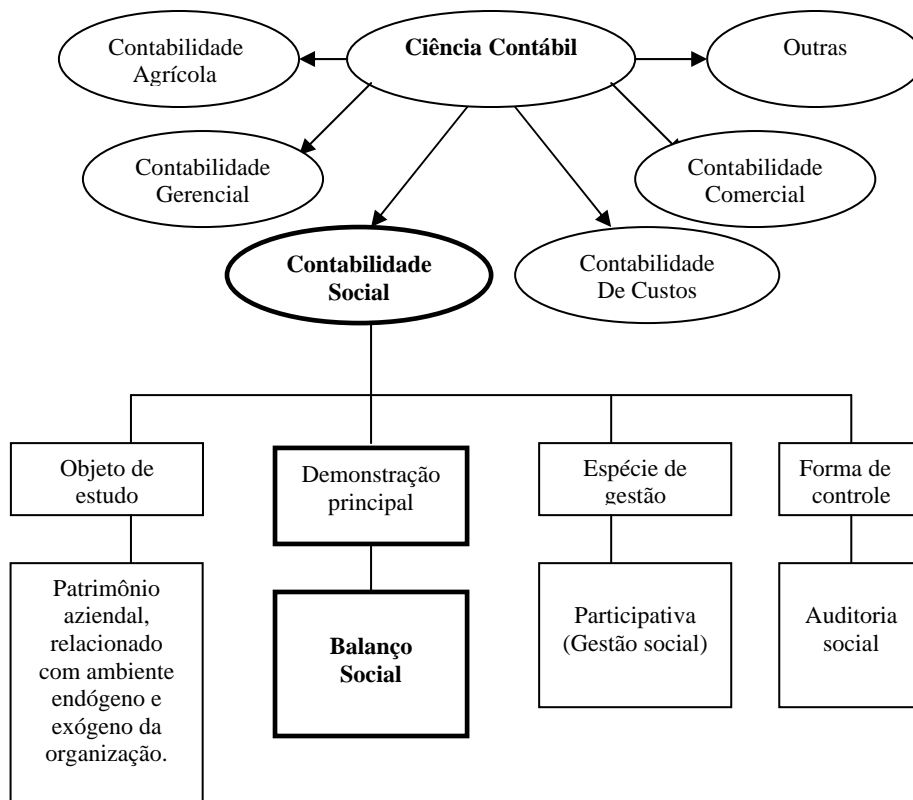 Contabilidade
Agrícola
Ciência Contábil
Outras
Contabilidade
Gerencial
Contabilidade
Comercial
Contabilidade
Social
Contabilidade
De Custos
Objeto de
estudo
Demonstração
principal
Espécie de
gestão
Forma de
controle
Patrimônio
aziendal,
relacionado
com ambiente
endógeno e
exógeno da
organização.
Balanço
Social
Participativa
(Gestão social)
Auditoria
social